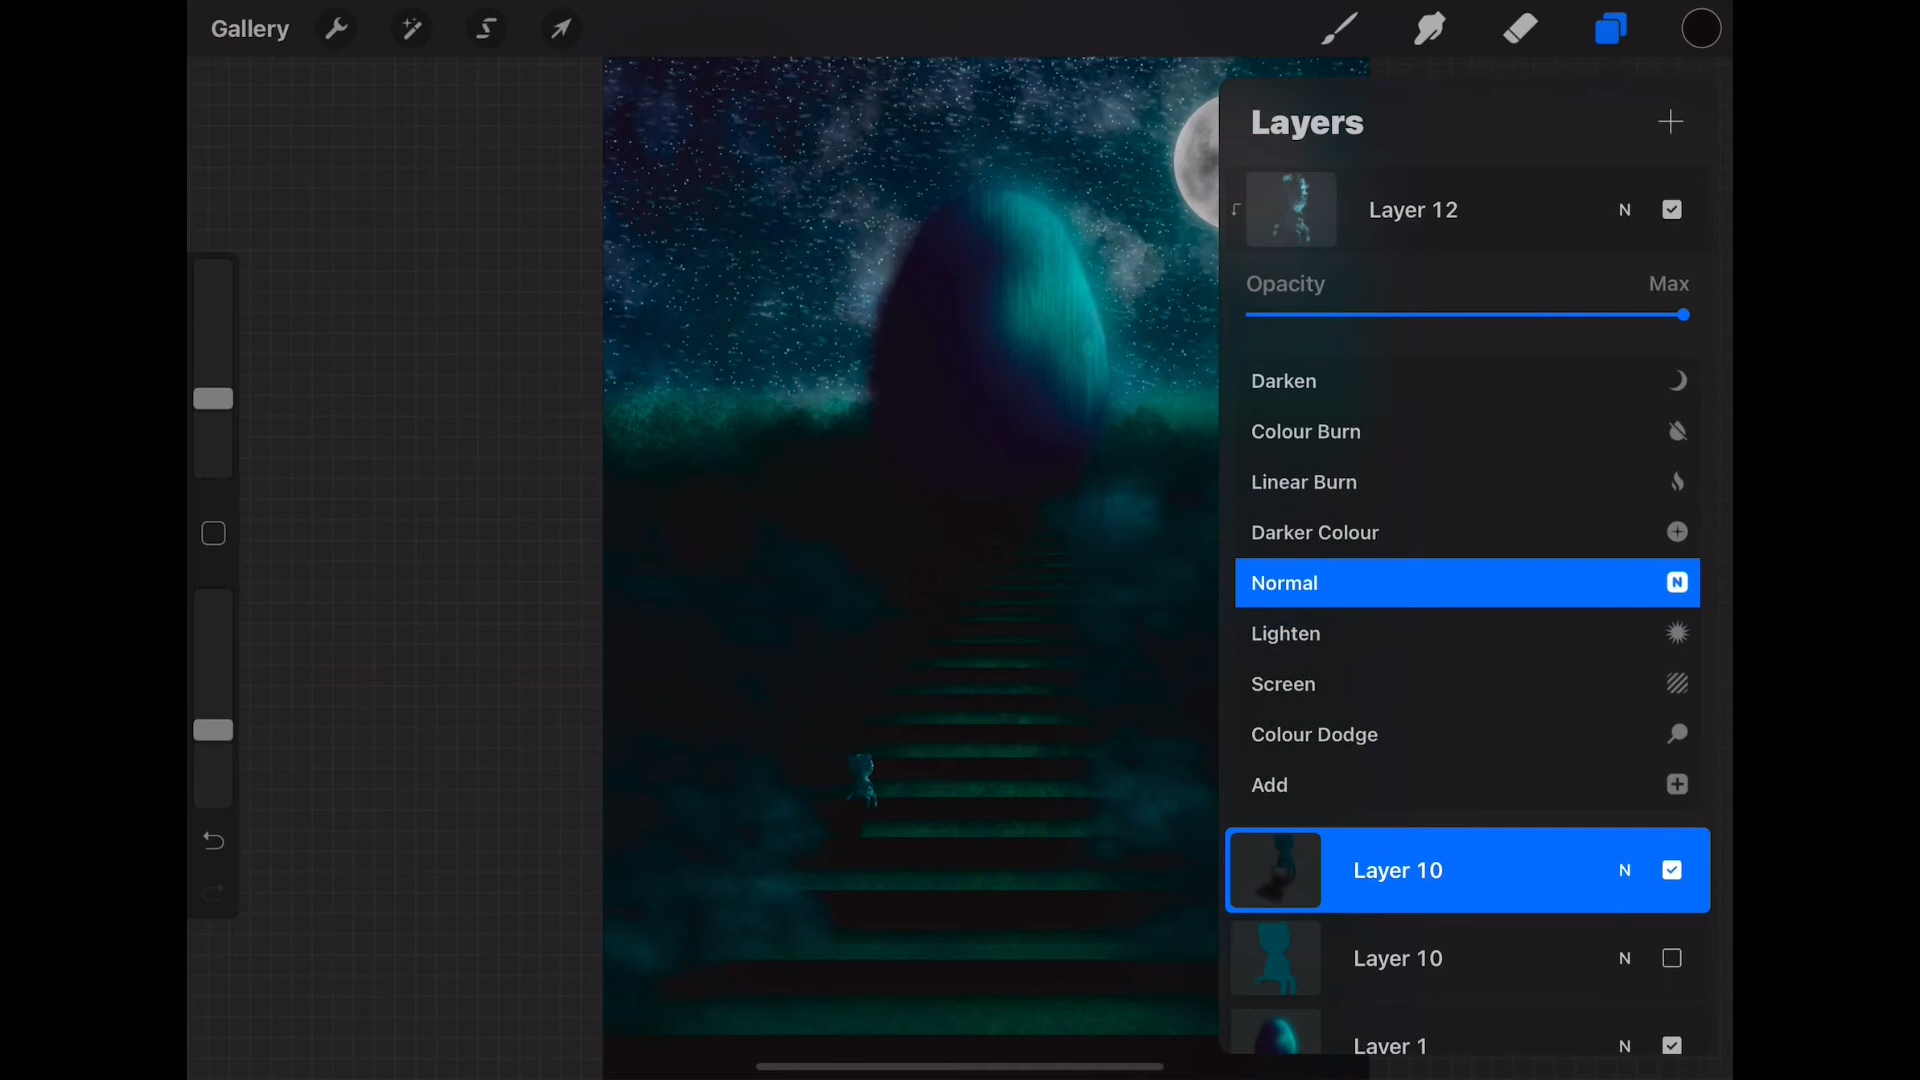 Gallery
Layers
Layer 12 N
Opacity Max
Darken
Colour Burn
Linear Burn
Darker Colour
Normal N
Lighten
Screen
Colour Dodge
Add
Layer 10 N
Layer 10 N
Layer 1 N